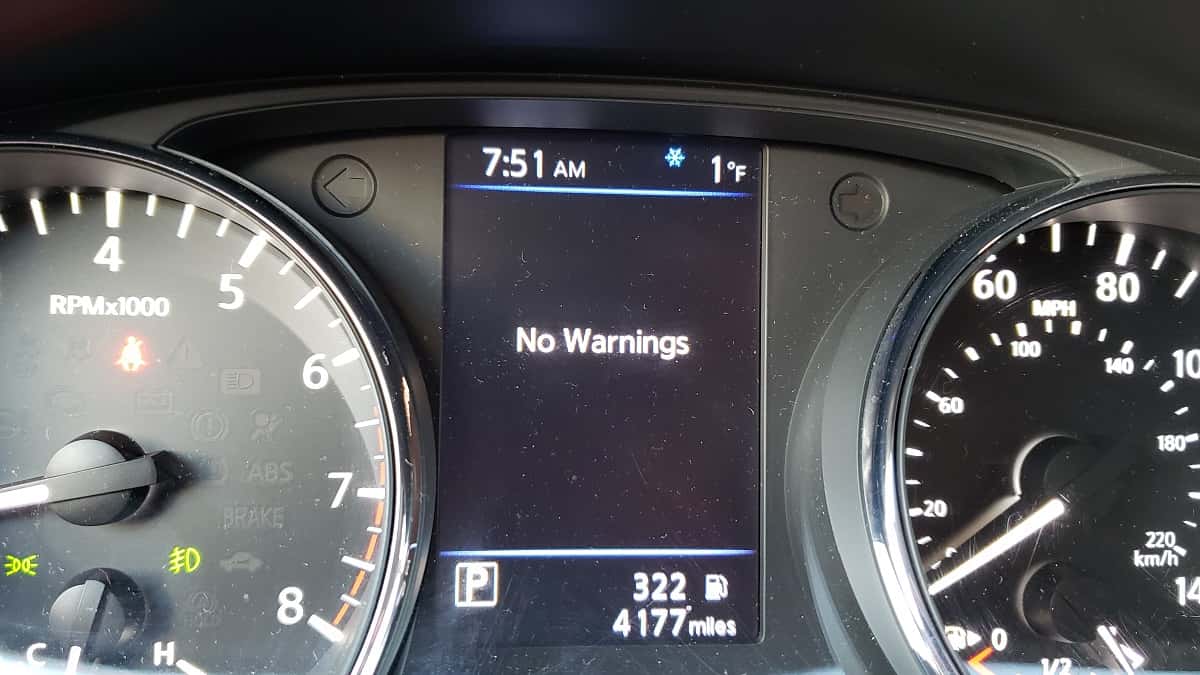 7:51 AM 1°F
No Warnings
P 322
4177 miles
4
5
6
7
8
RPMx1000
ABS
BRAKE
HOLD
C H
60 80
MPH
100 140
60
180
20
220
km/h
0 1/2